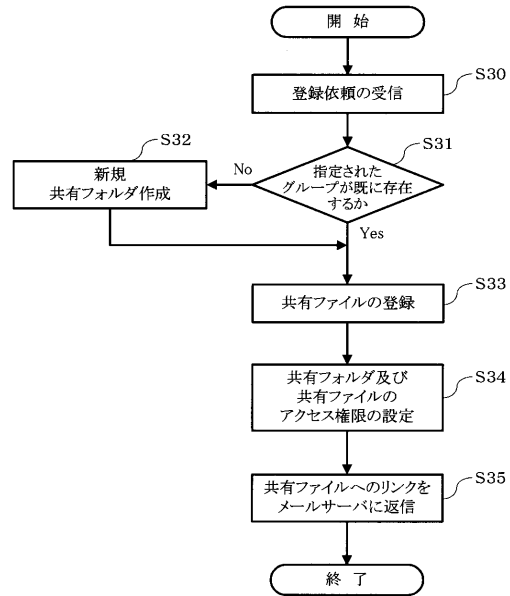 開 始
S30
登録依頼の受信
S31
指定された
グループが既に存在
するか
No
S32
新規
共有フォルダ作成
Yes
S33
共有ファイルの登録
S34
共有フォルダ及び
共有ファイルの
アクセス権限の設定
S35
共有ファイルへのリンクを
メールサーバに返信
終 了